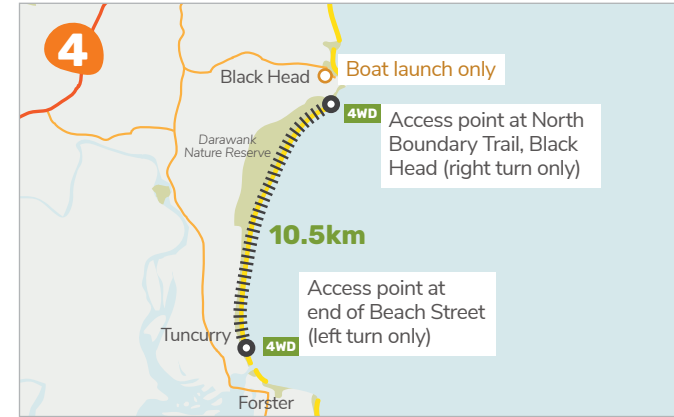 4
Black Head
Boat launch only
4WD
Access point at North
Boundary Trail, Black
Head (right turn only)
Darawank
Nature Reserve
10.5km
Access point at
end of Beach Street
(left turn only)
Tuncurry
4WD
Forster